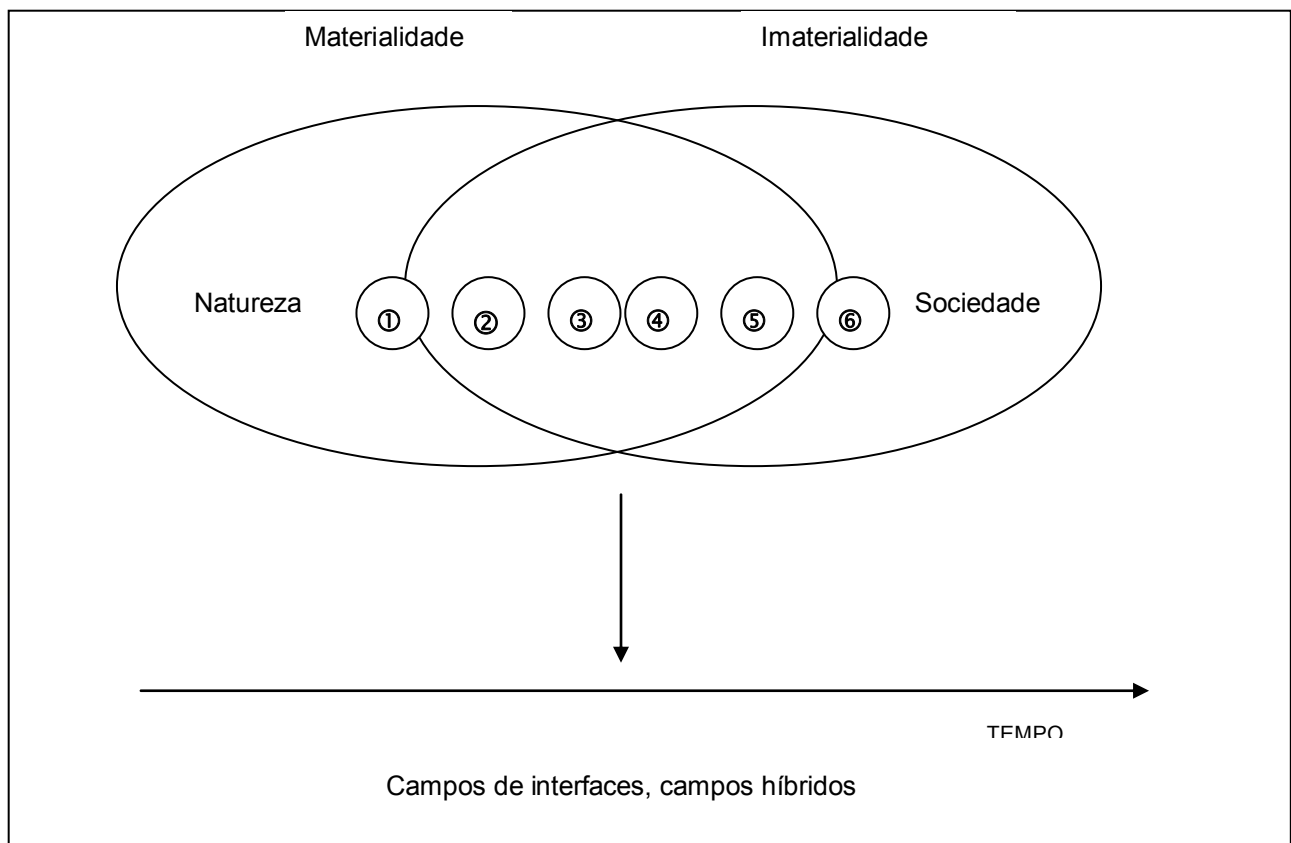 Materialidade Imaterialidade
Natureza ① ② ③ ④ ⑤ ⑥ Sociedade
TEMPO
Campos de interfaces, campos híbridos